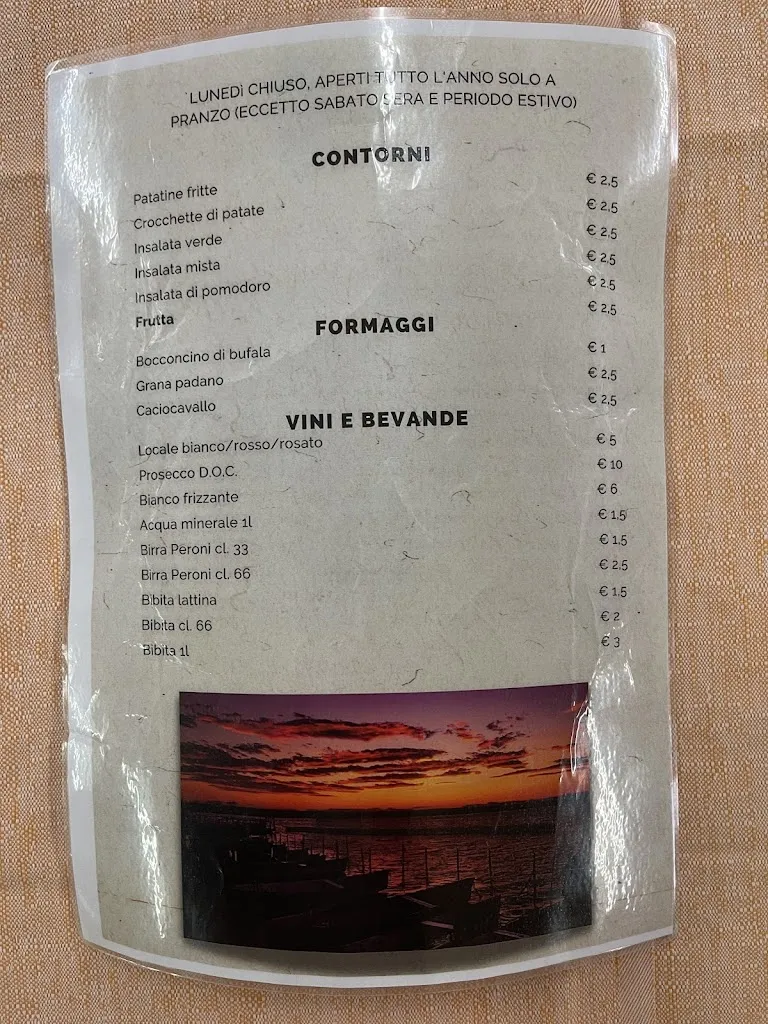 LUNEDÌ CHIUSO, APERTI TUTTO L'ANNO SOLO A
PRANZO (ECCETTO SABATO SERA E PERIODO ESTIVO)
CONTORNI
Patatine fritte € 2,5
Crocchette di patate € 2,5
Insalata verde € 2,5
Insalata mista € 2,5
Insalata di pomodoro € 2,5
Frutta € 2,5
FORMAGGI
Bocconcino di bufala € 1
Grana padano € 2,5
Caciocavallo € 2,5
VINI E BEVANDE
Locale bianco/rosso/rosato € 5
Prosecco D.O.C. € 10
Bianco frizzante € 6
Acqua minerale 1l € 1,5
Birra Peroni cl. 33 € 1,5
Birra Peroni cl. 66 € 2,5
Bibita lattina € 1,5
Bibita cl. 66 € 2
Bibita 1l € 3